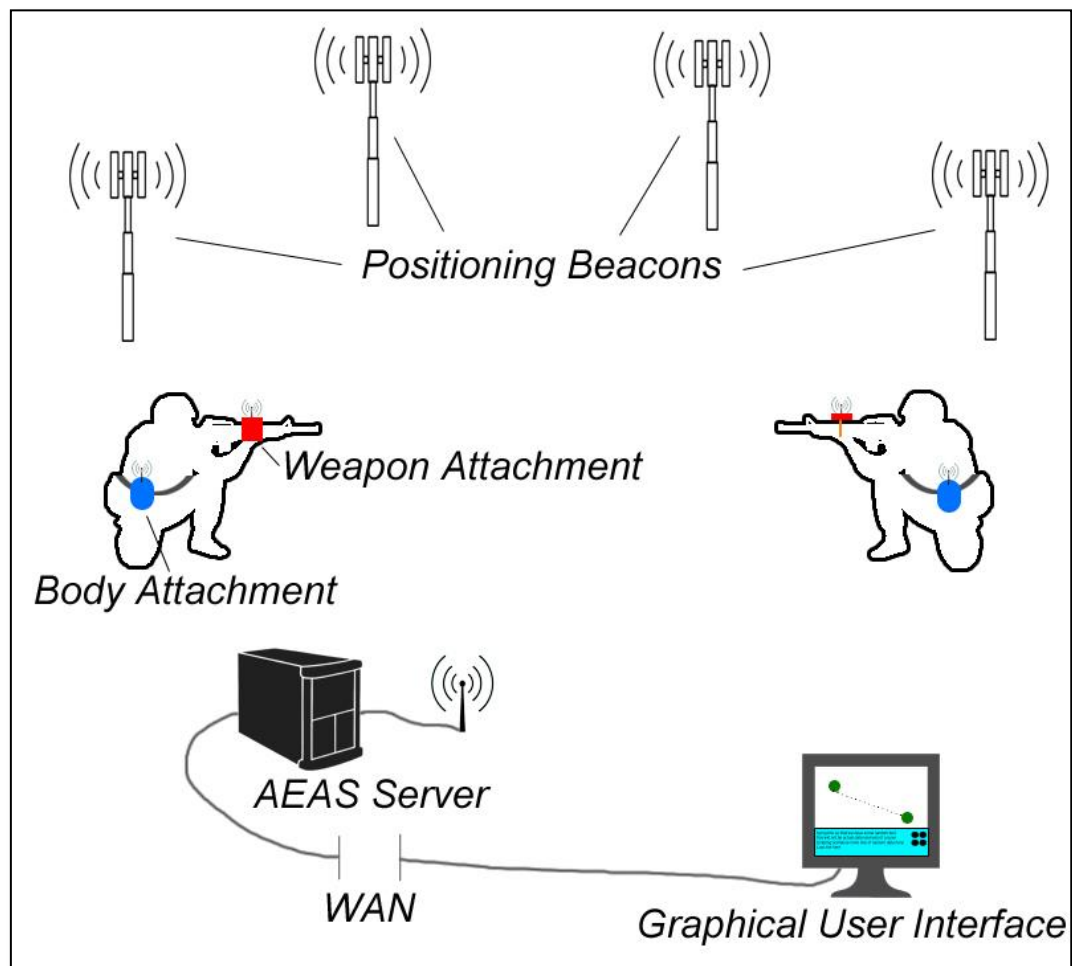 Positioning Beacons
Weapon Attachment
Body Attachment
AEAS Server
WAN
Graphical User Interface